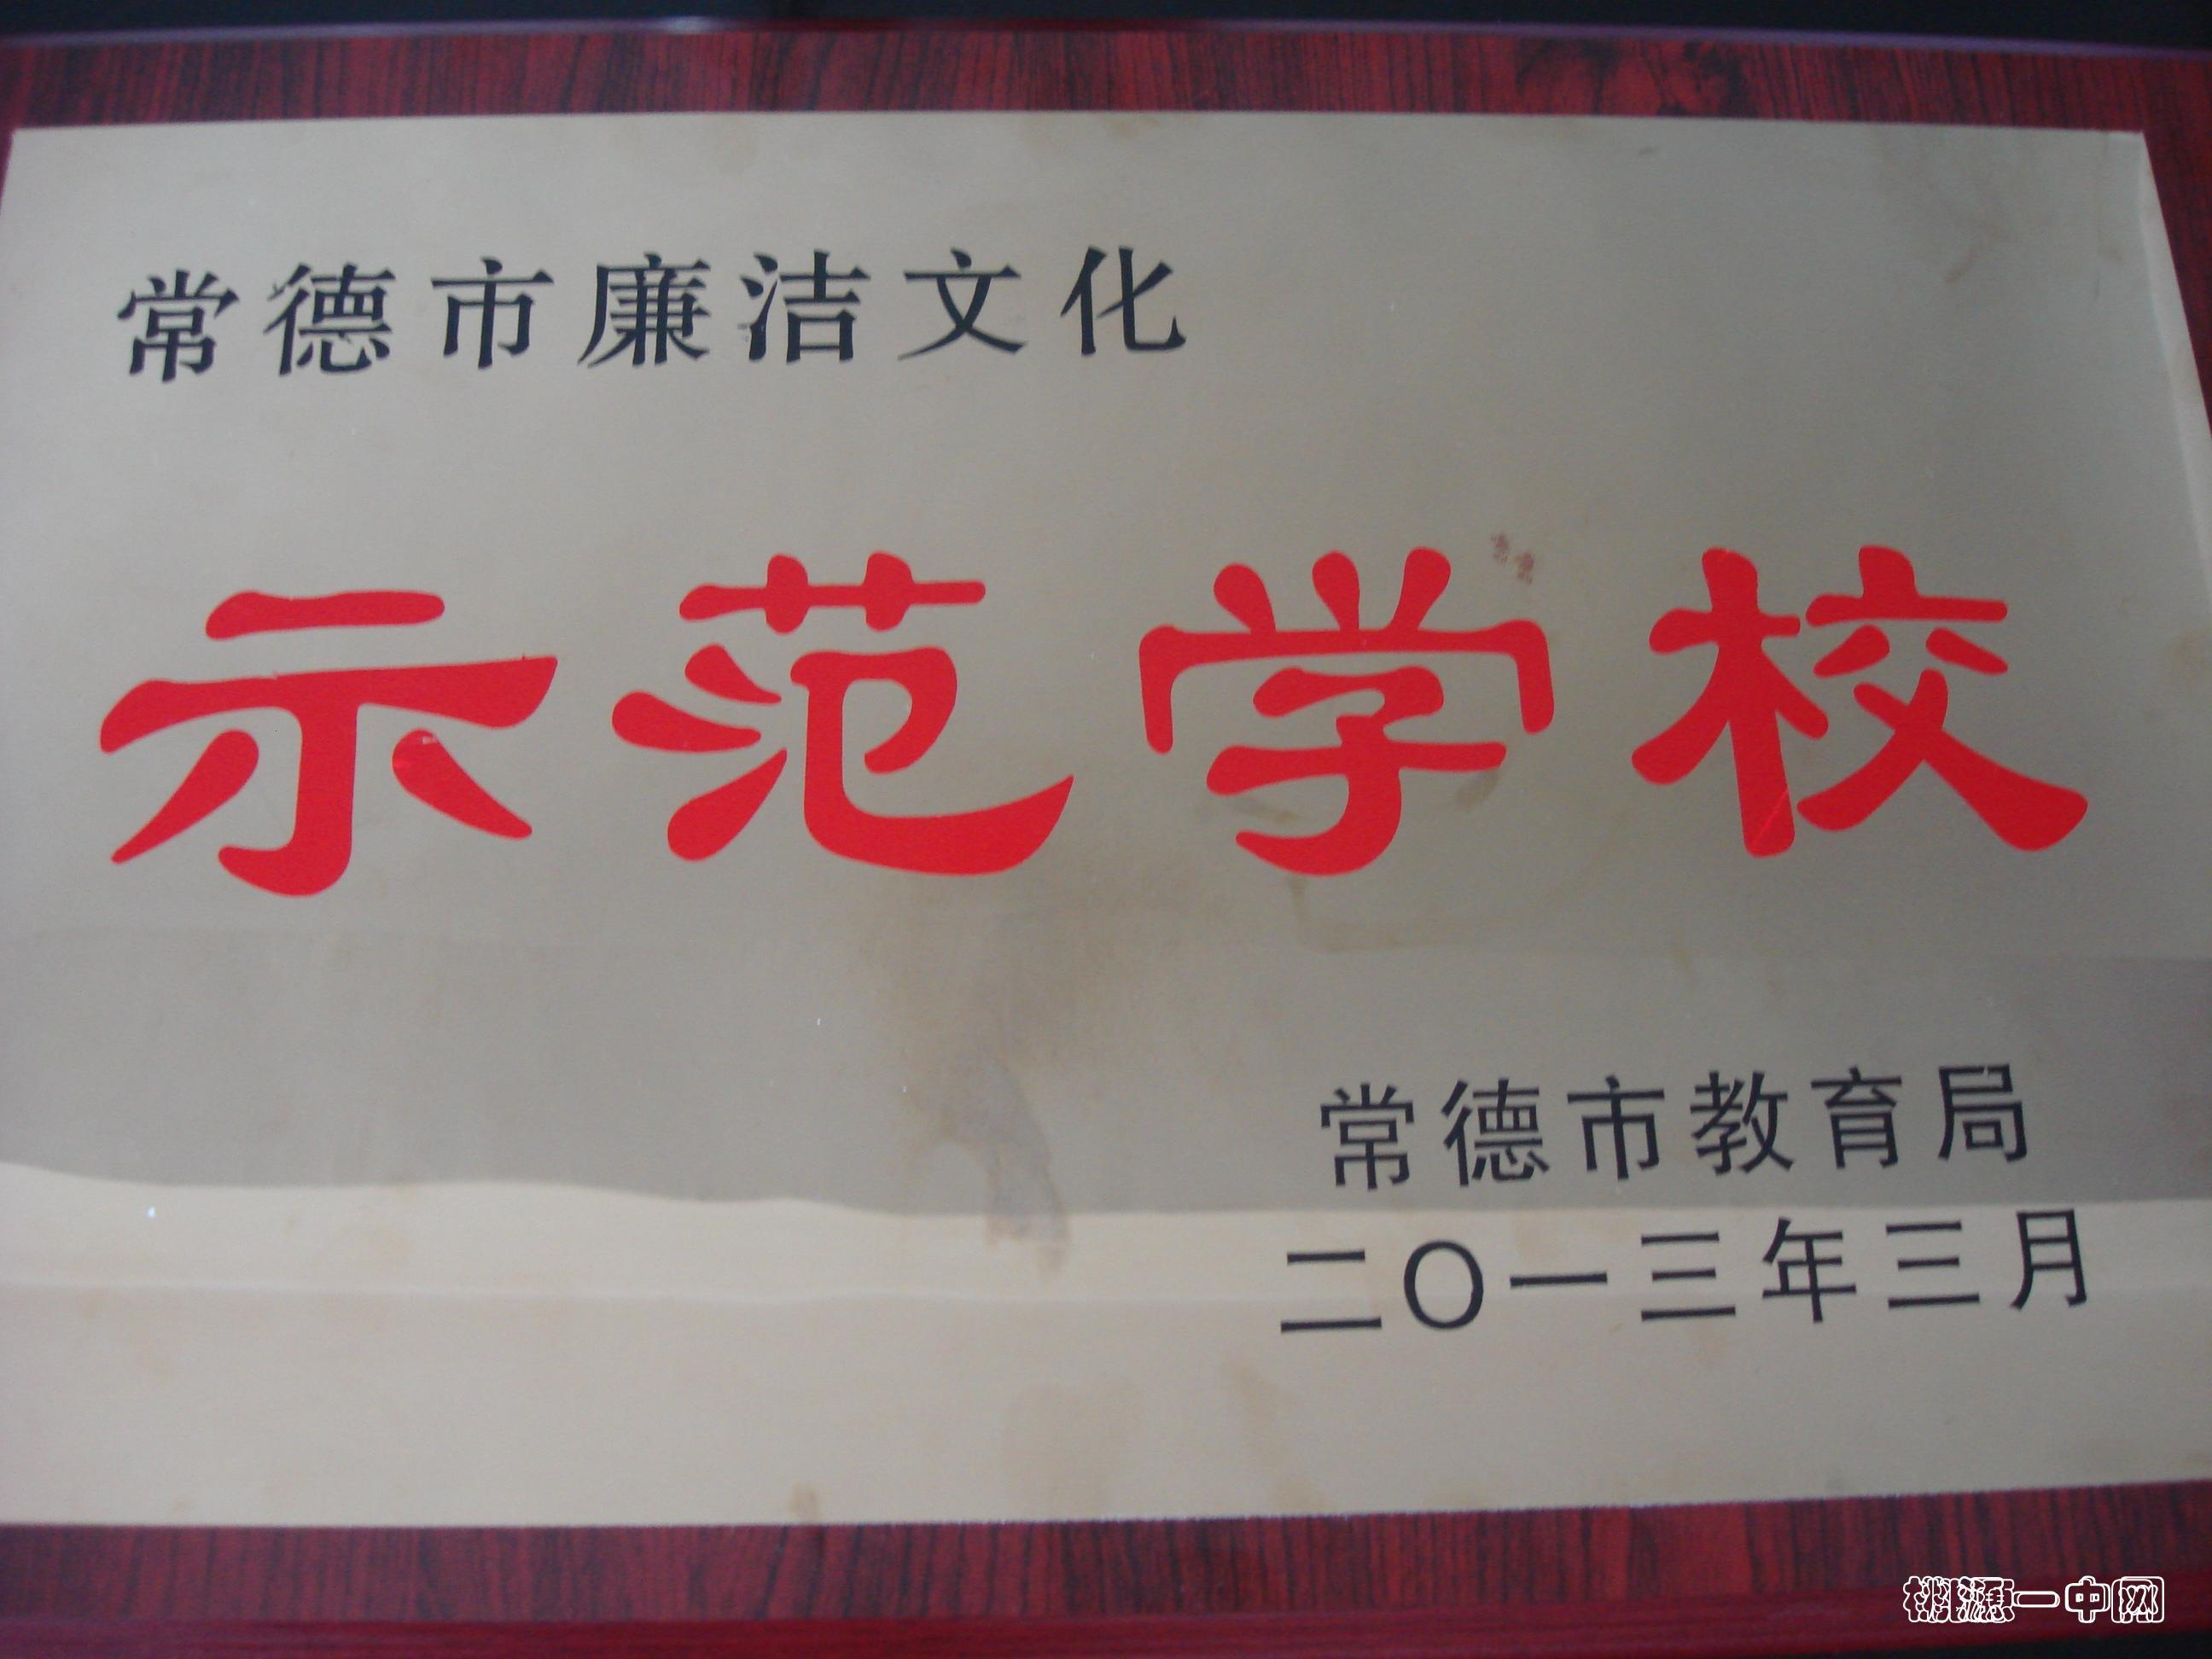 常德市廉洁文化
示范学校
常德市教育局
二〇一三年三月
桃源一中网